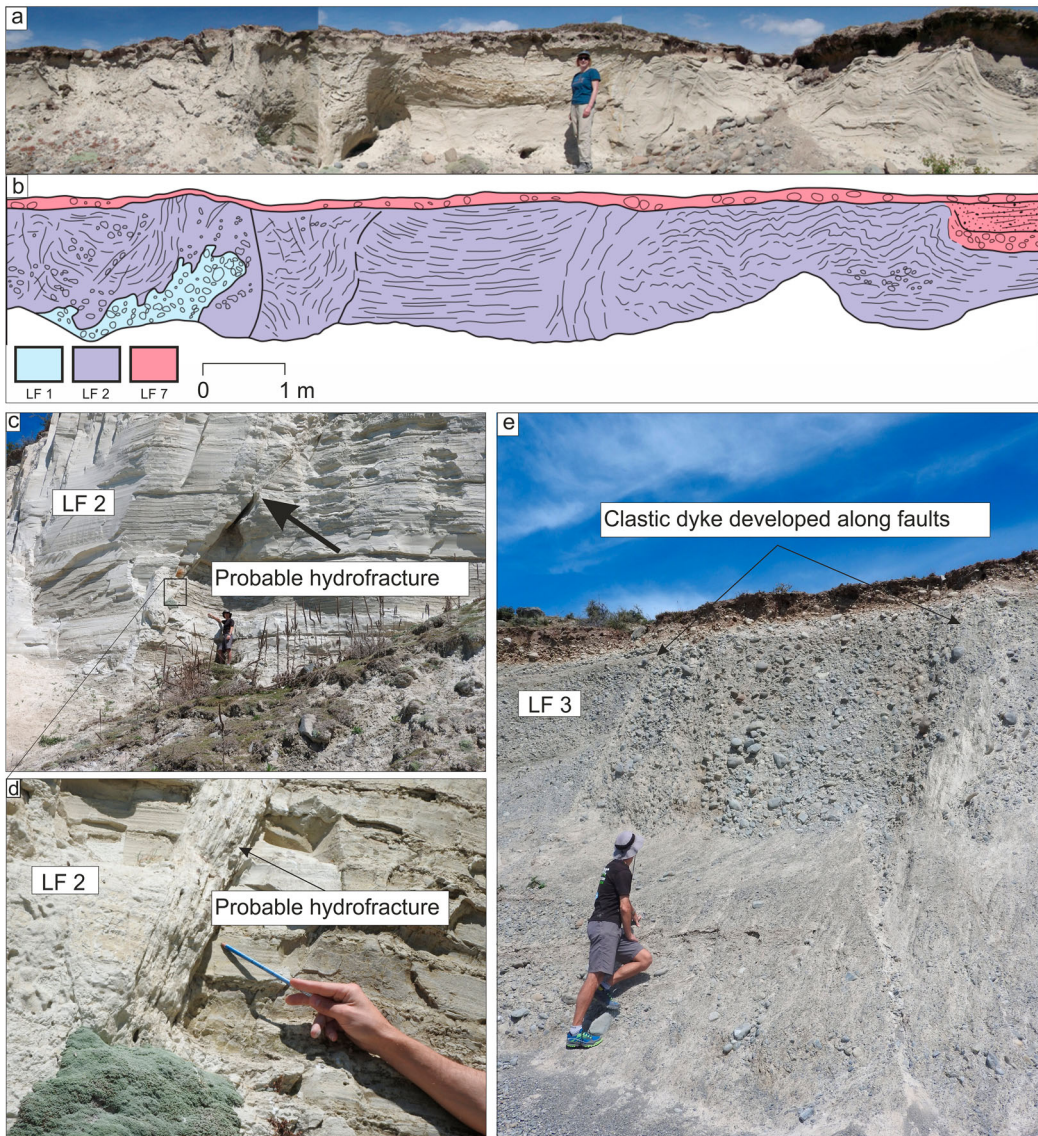 a
b
LF 1
LF 2
LF 7
0
1 m
c
LF 2
Probable hydrofracture
d
LF 2
Probable hydrofracture
e
Clastic dyke developed along faults
LF 3